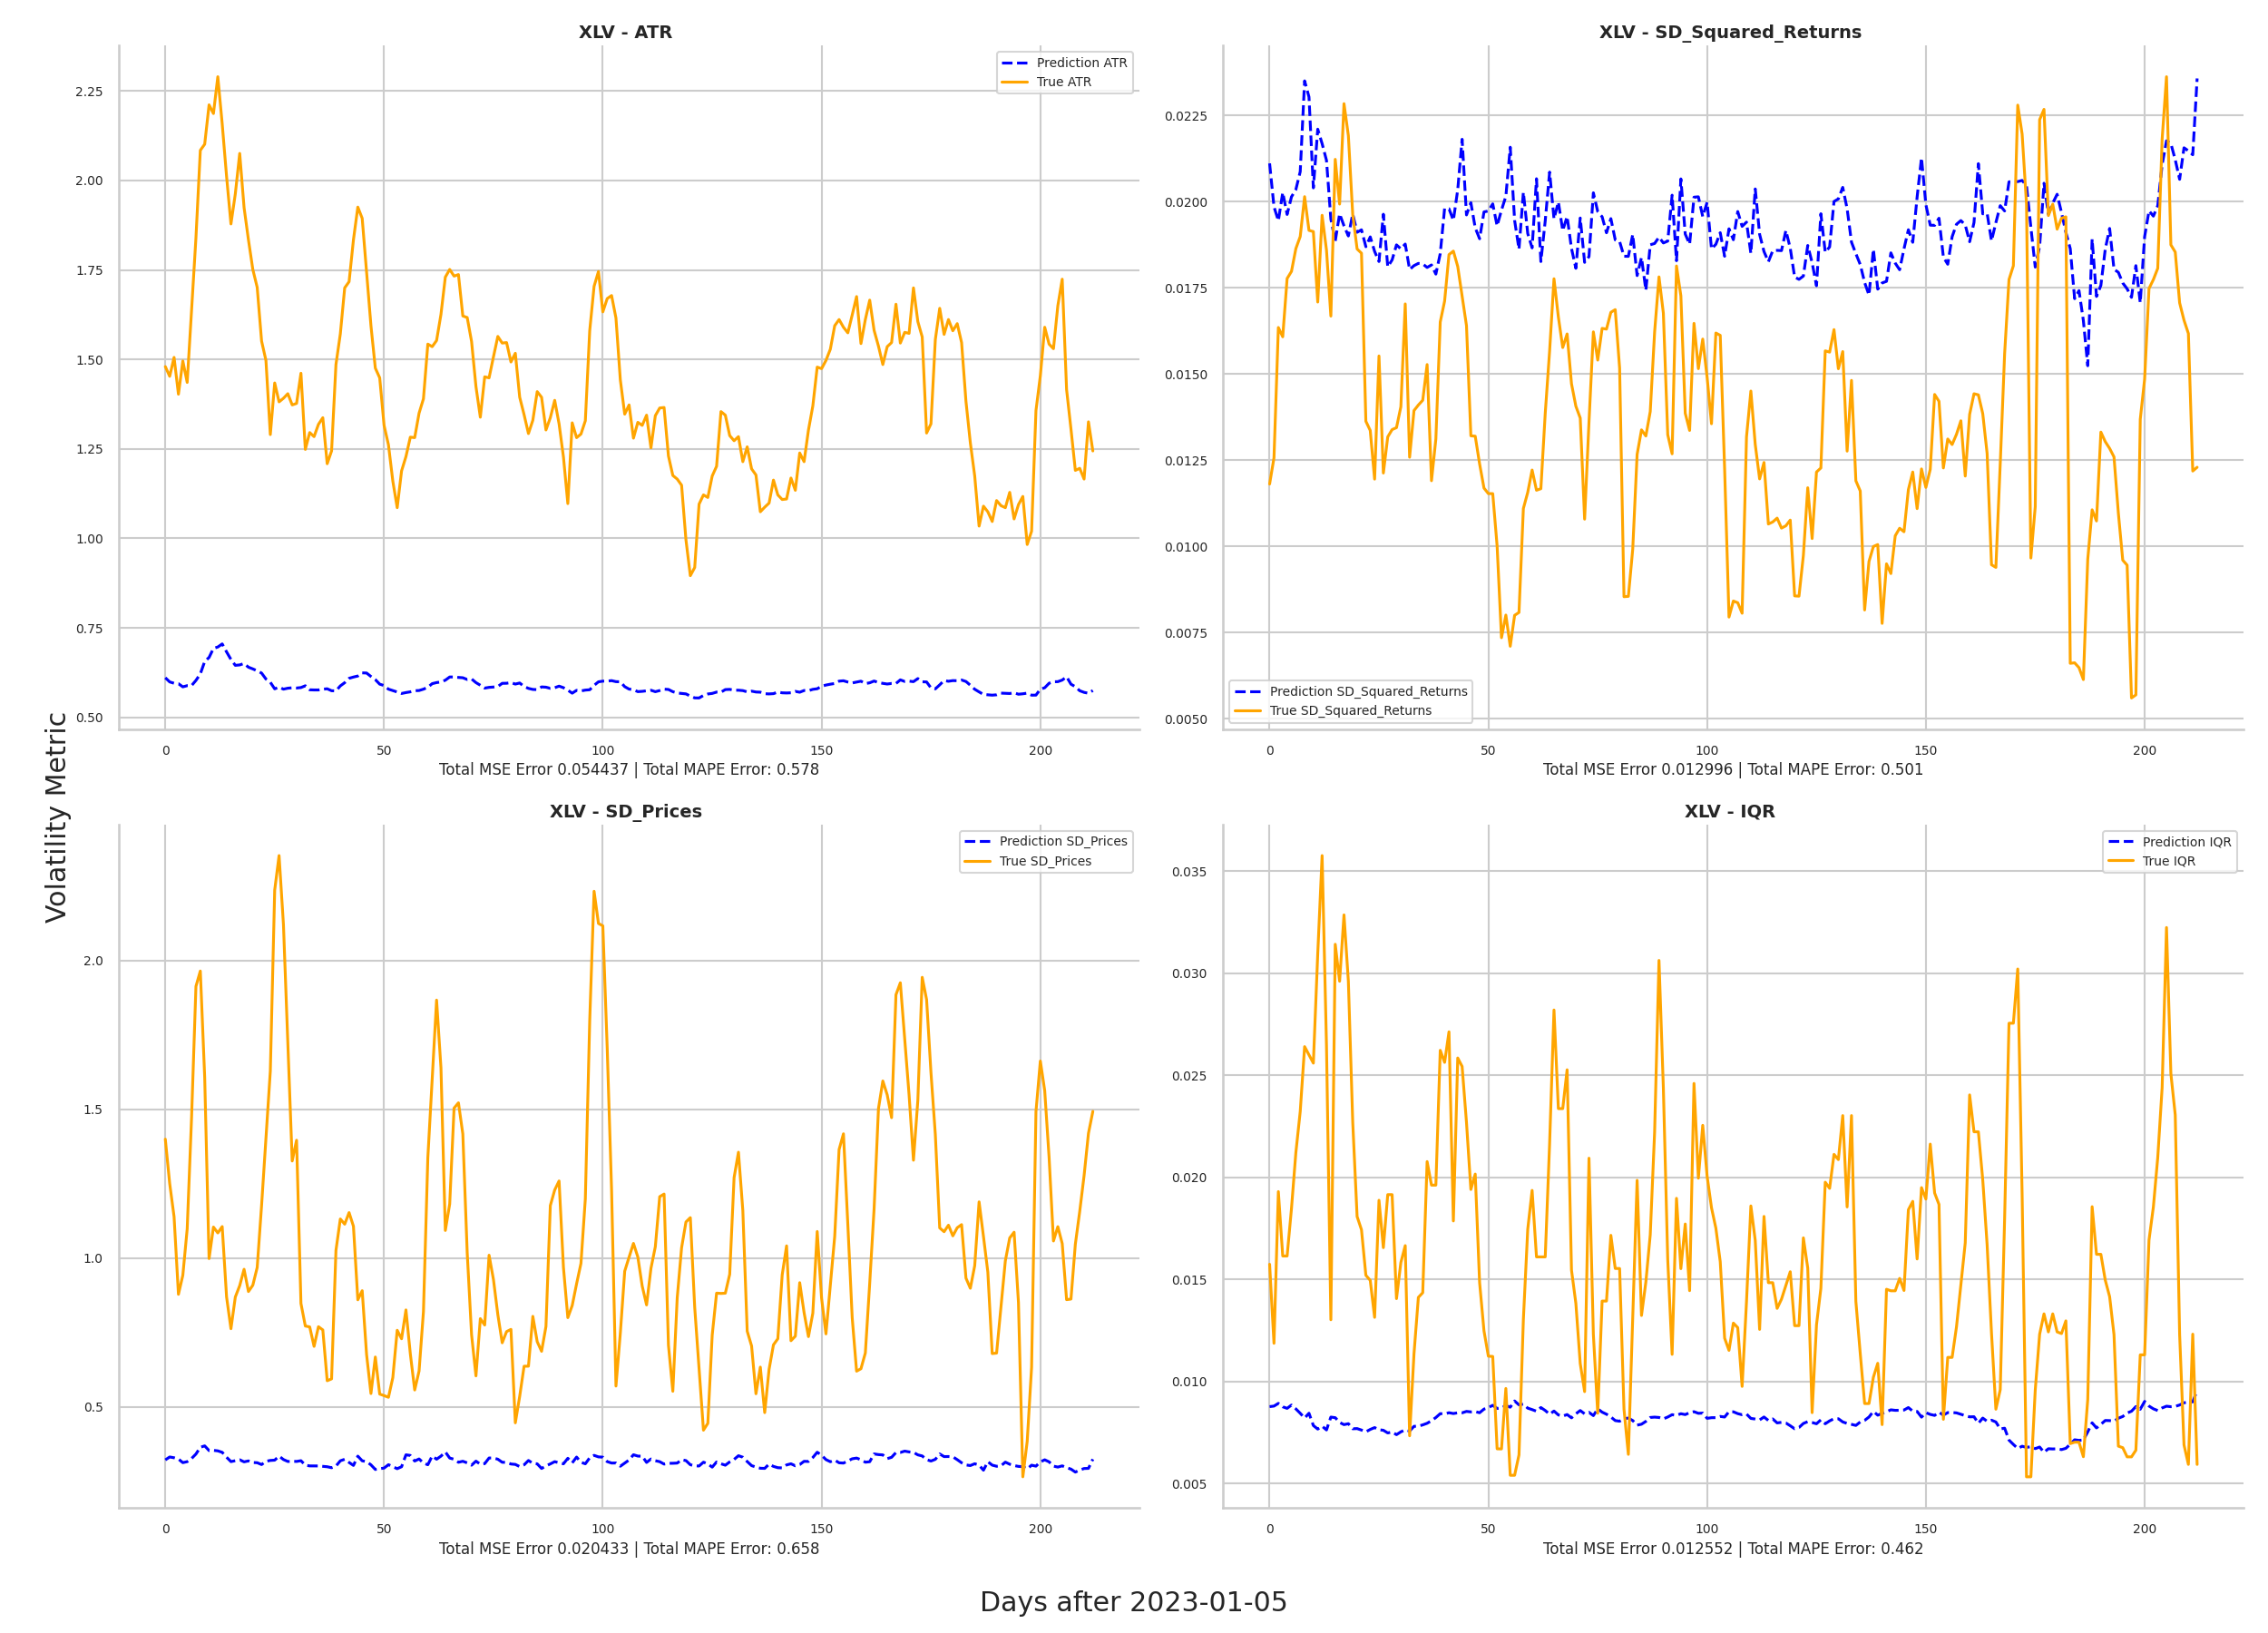 XLV - ATR
2.25
2.00
1.75
1.50
1.25
1.00
0.75
0.50
0
50
100
150
200
Prediction ATR
True ATR
Total MSE Error 0.054437 | Total MAPE Error: 0.578
XLV - SD_Squared_Returns
0.0225
0.0200
0.0175
0.0150
0.0125
0.0100
0.0075
0.0050
0
50
100
150
200
Prediction SD_Squared_Returns
True SD_Squared_Returns
Total MSE Error 0.012996 | Total MAPE Error: 0.501
Volatility Metric
XLV - SD_Prices
2.0
1.5
1.0
0.5
0
50
100
150
200
Prediction SD_Prices
True SD_Prices
Total MSE Error 0.020433 | Total MAPE Error: 0.658
XLV - IQR
0.035
0.030
0.025
0.020
0.015
0.010
0.005
0
50
100
150
200
Prediction IQR
True IQR
Total MSE Error 0.012552 | Total MAPE Error: 0.462
Days after 2023-01-05